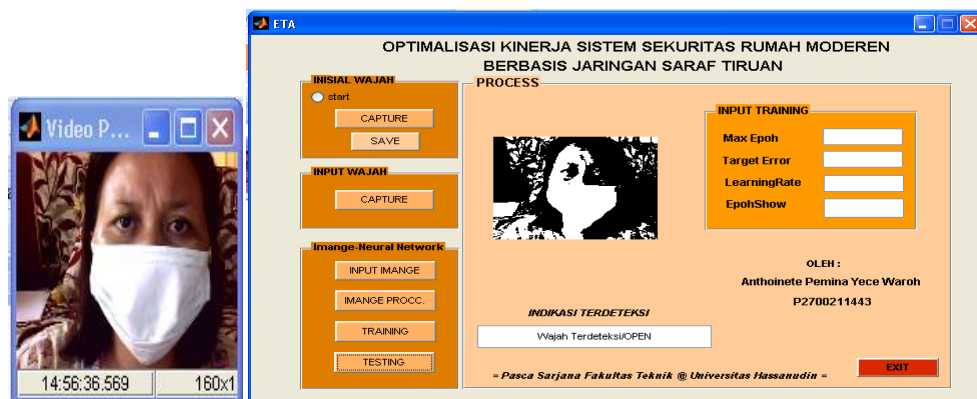 Video P...
14:56:36.569
160x1
ETA
OPTIMALISASI KINERJA SISTEM SEKURITAS RUMAH MODEREN
BERBASIS JARINGAN SARAF TIRUAN
INISIAL WAJAH
start
CAPTURE
SAVE
INPUT WAJAH
CAPTURE
Imange-Neural Network
INPUT IMANGE
IMANGE PROCC.
TRAINING
TESTING
PROCESS
INPUT TRAINING
Max Epoh
Target Error
LearningRate
EpohShow
OLEH :
Anthoinete Pemina Yece Waroh
P2700211443
INDIKASI TERDETEKSI
Wajah Terdeteksi/OPEN
EXIT
= Pasca Sarjana Fakultas Teknik @ Universitas Hassanudin =